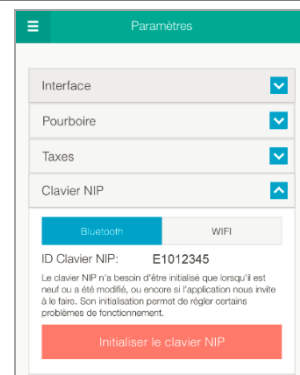 Paramètres
Interface
Pourboire
Taxes
Clavier NIP
Bluetooth
WIFI
ID Clavier NIP: E1012345
Le clavier NIP n'a besoin d'être initialisé que lorsqu'il est
neuf ou a été modifié, ou encore si l'application nous invite
à le faire. Son initialisation permet de régler certains
problèmes de fonctionnement.
Initialiser le clavier NIP